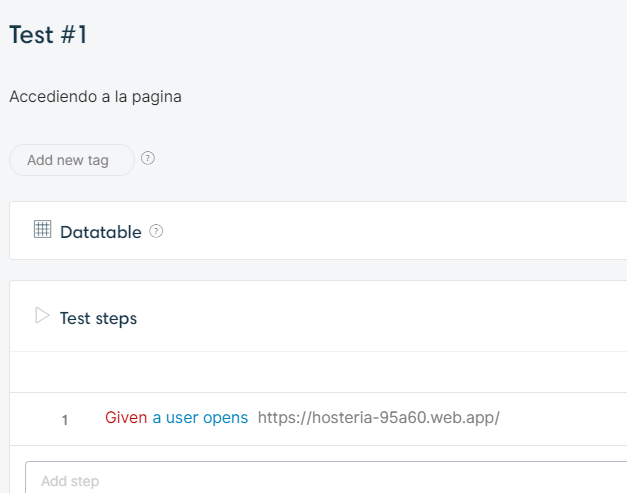 Test #1
Accediendo a la pagina
Add new tag ?
Datatable ?
Test steps
1 Given a user opens https://hosteria-95a60.web.app/
Add step